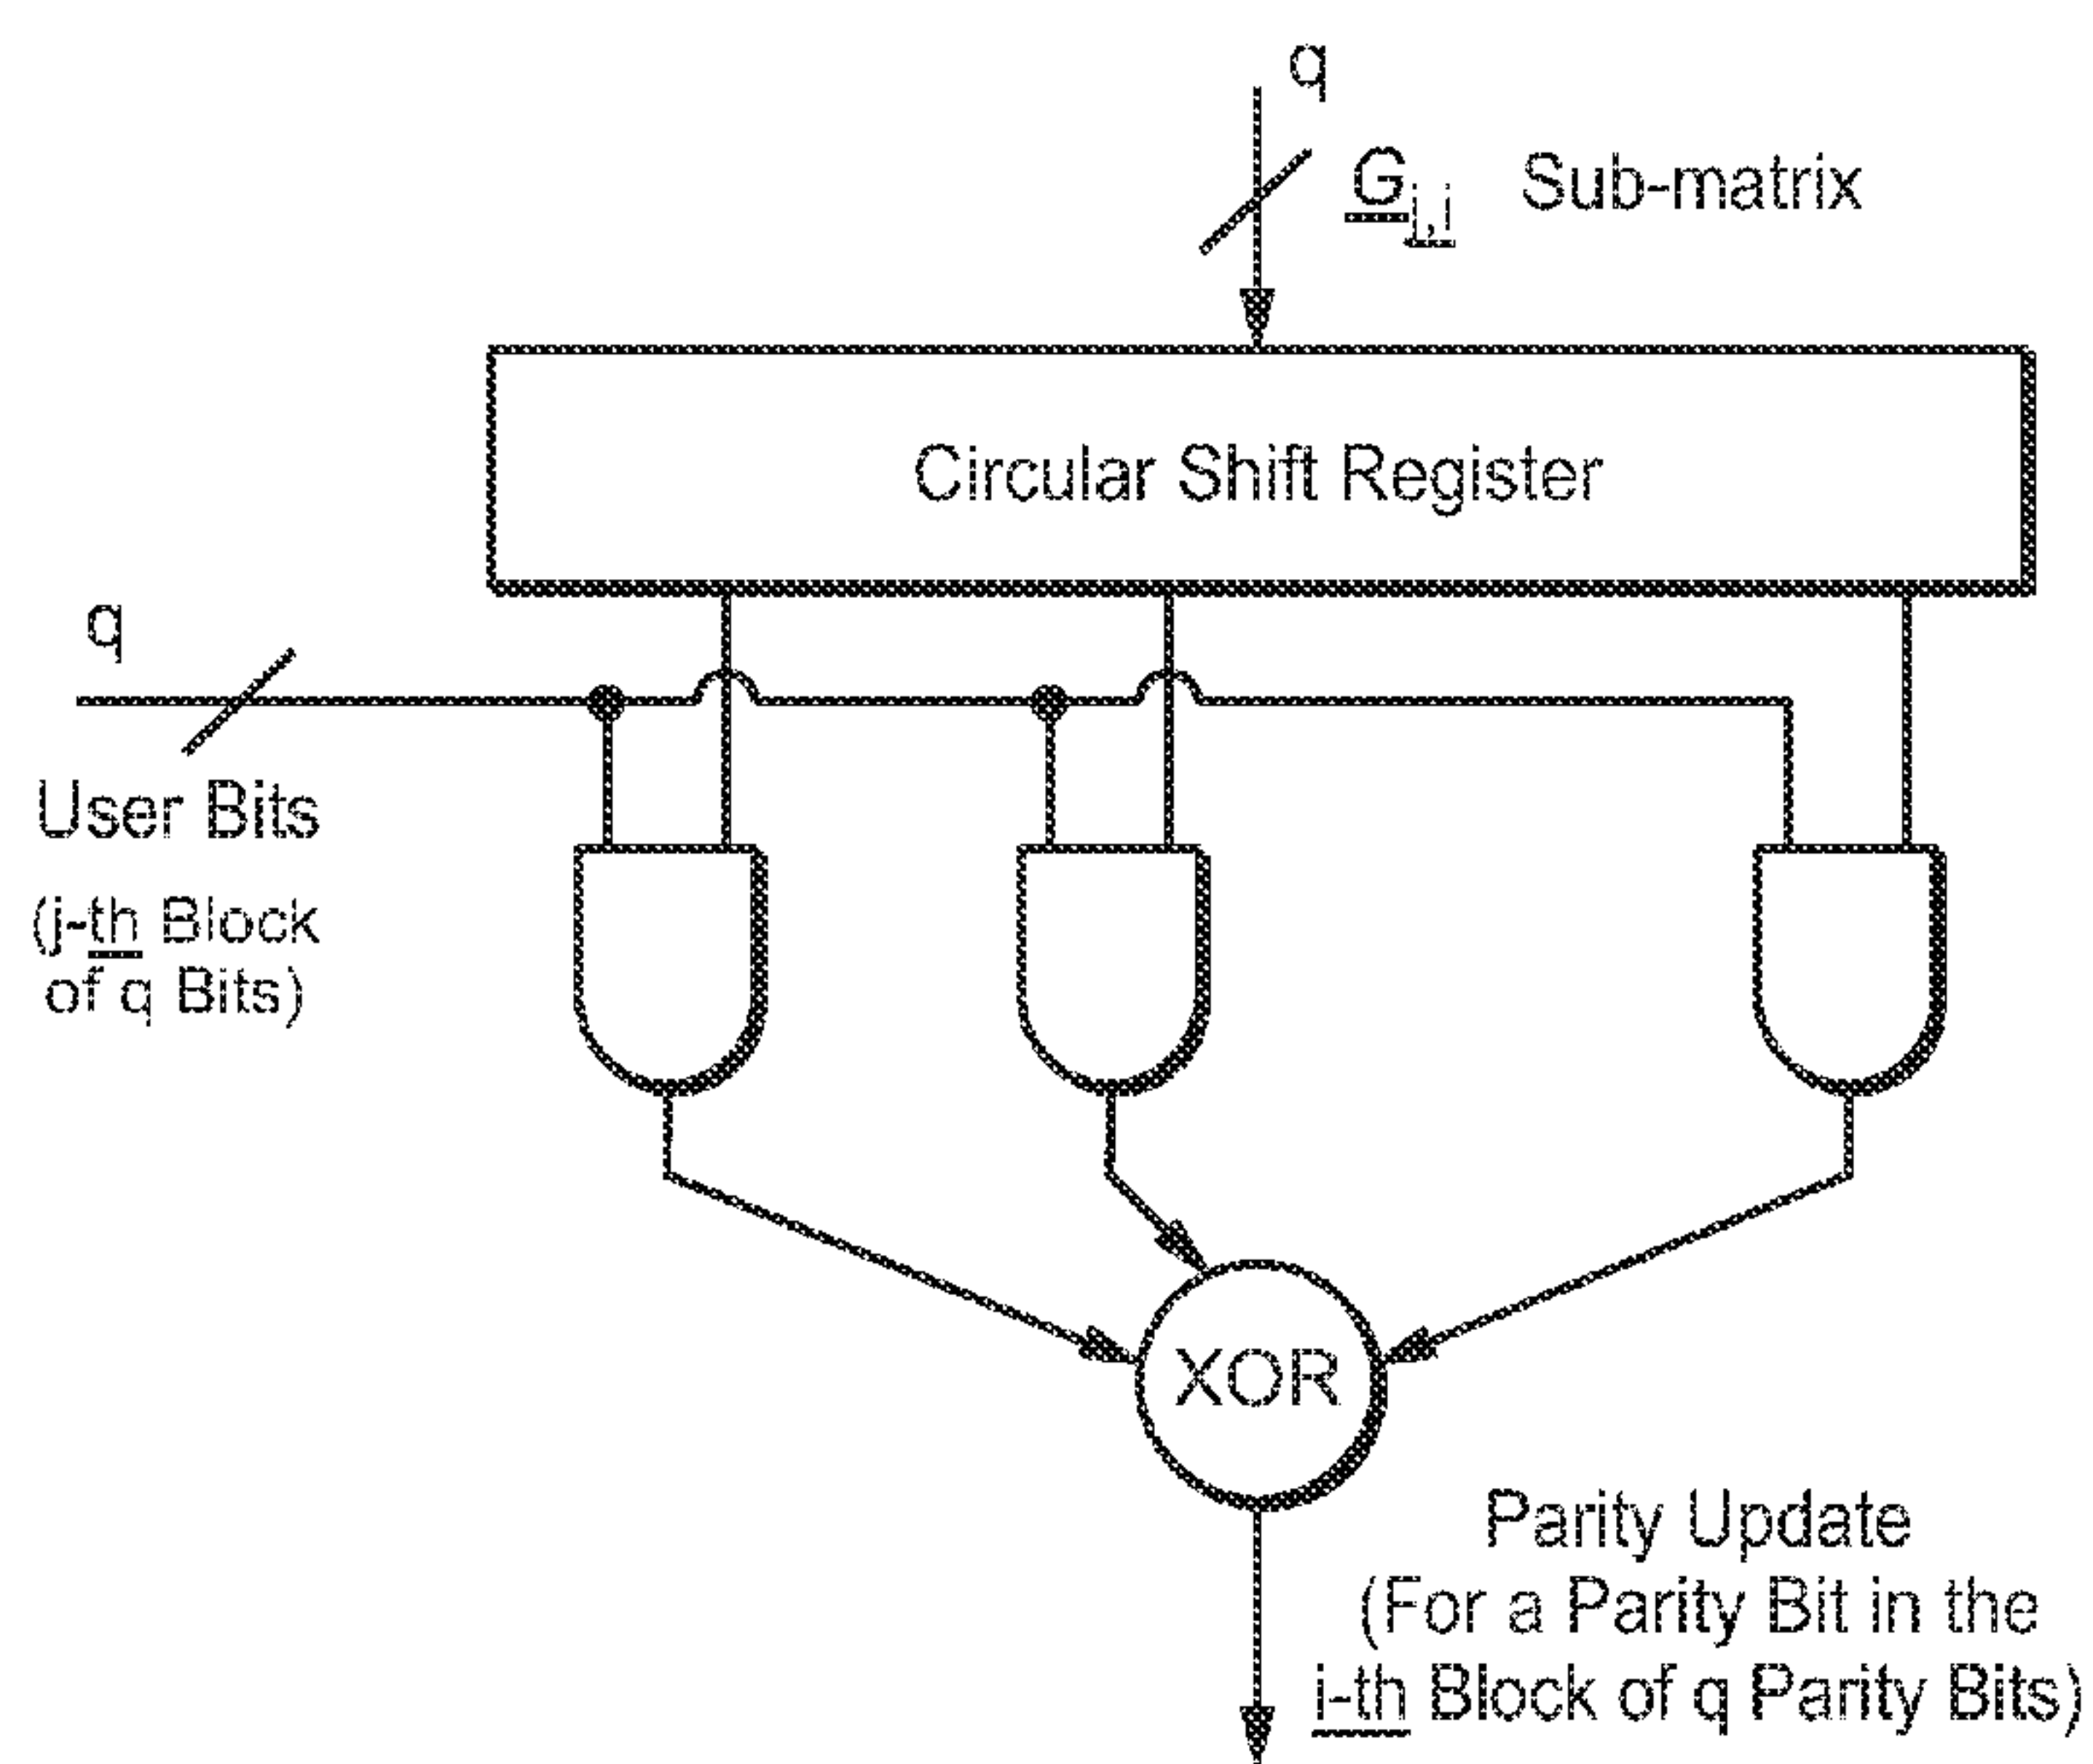 q
G j,i Sub-matrix
Circular Shift Register
q
User Bits
(j-th Block
of q Bits)
XOR
Parity Update
(For a Parity Bit in the
i-th Block of q Parity Bits)